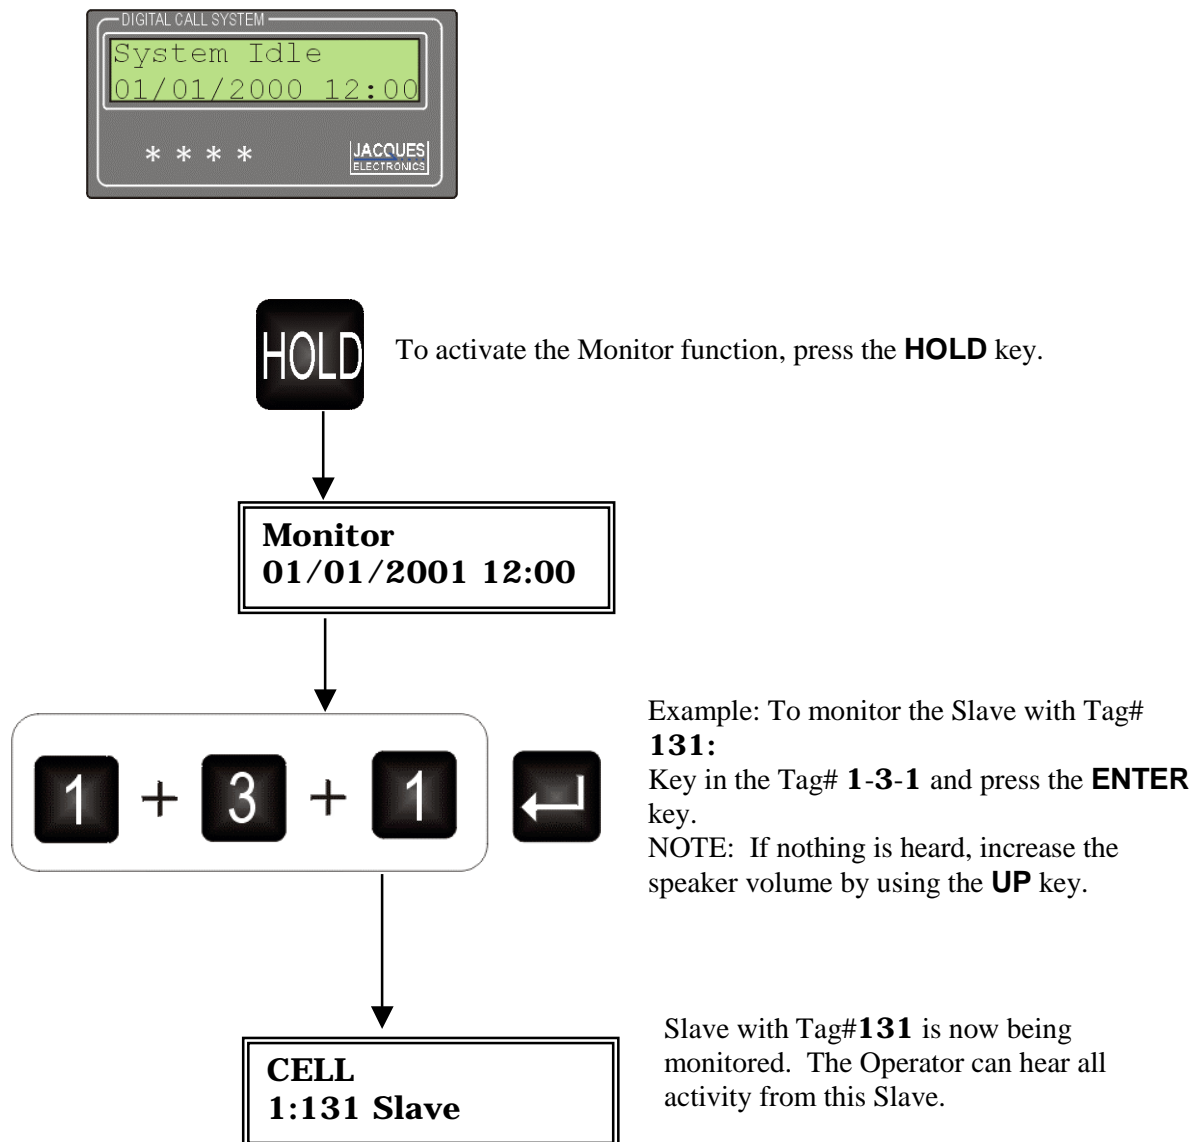 DIGITAL CALL SYSTEM
System Idle
01/01/2000 12:00
* * * *
JACQUES
ELECTRONICS
HOLD
To activate the Monitor function, press the HOLD key.
Monitor
01/01/2001 12:00
1 + 3 + 1
Example: To monitor the Slave with Tag#
131:
Key in the Tag# 1-3-1 and press the ENTER
key.
NOTE:  If nothing is heard, increase the
speaker volume by using the UP key.
CELL
1:131 Slave
Slave with Tag#131 is now being
monitored.  The Operator can hear all
activity from this Slave.